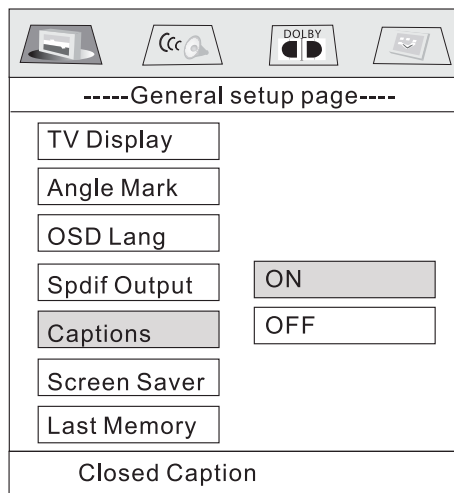 DOLBY
-----General setup page----
TV Display
Angle Mark
OSD Lang
Spdif Output
ON
Captions
OFF
Screen Saver
Last Memory
Closed Caption